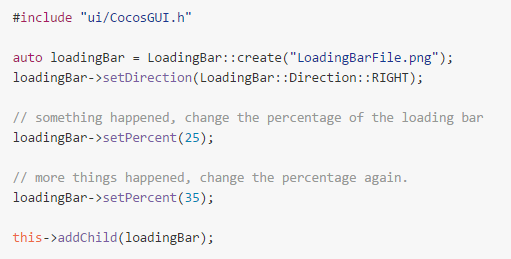 #include "ui/CocosGUI.h"
auto loadingBar = LoadingBar::create("LoadingBarFile.png");
loadingBar->setDirection(LoadingBar::Direction::RIGHT);
// something happened, change the percentage of the loading bar
loadingBar->setPercent(25);
// more things happened, change the percentage again.
loadingBar->setPercent(35);
this->addChild(loadingBar);